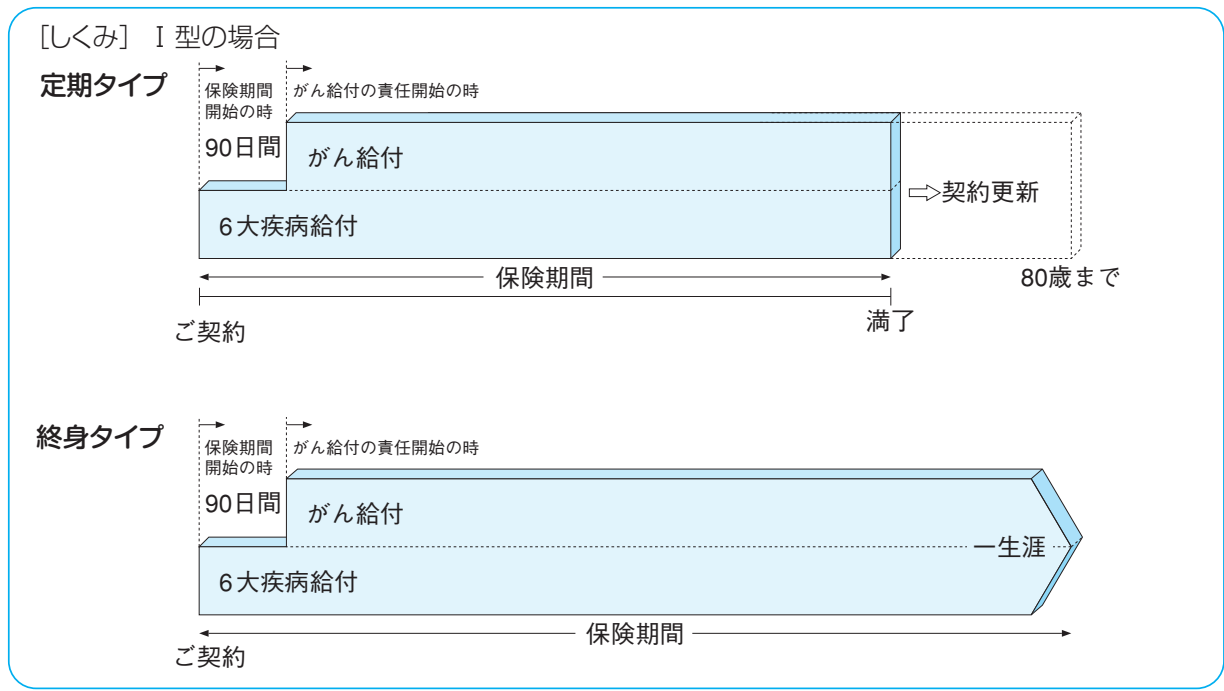 [しくみ] Ⅰ型の場合
定期タイプ
保険期間
開始の時
がん給付の責任開始の時
90日間
がん給付
6大疾病給付
契約更新
保険期間
80歳まで
ご契約
満了
終身タイプ
保険期間
開始の時
がん給付の責任開始の時
90日間
がん給付
一生涯
6大疾病給付
保険期間
ご契約